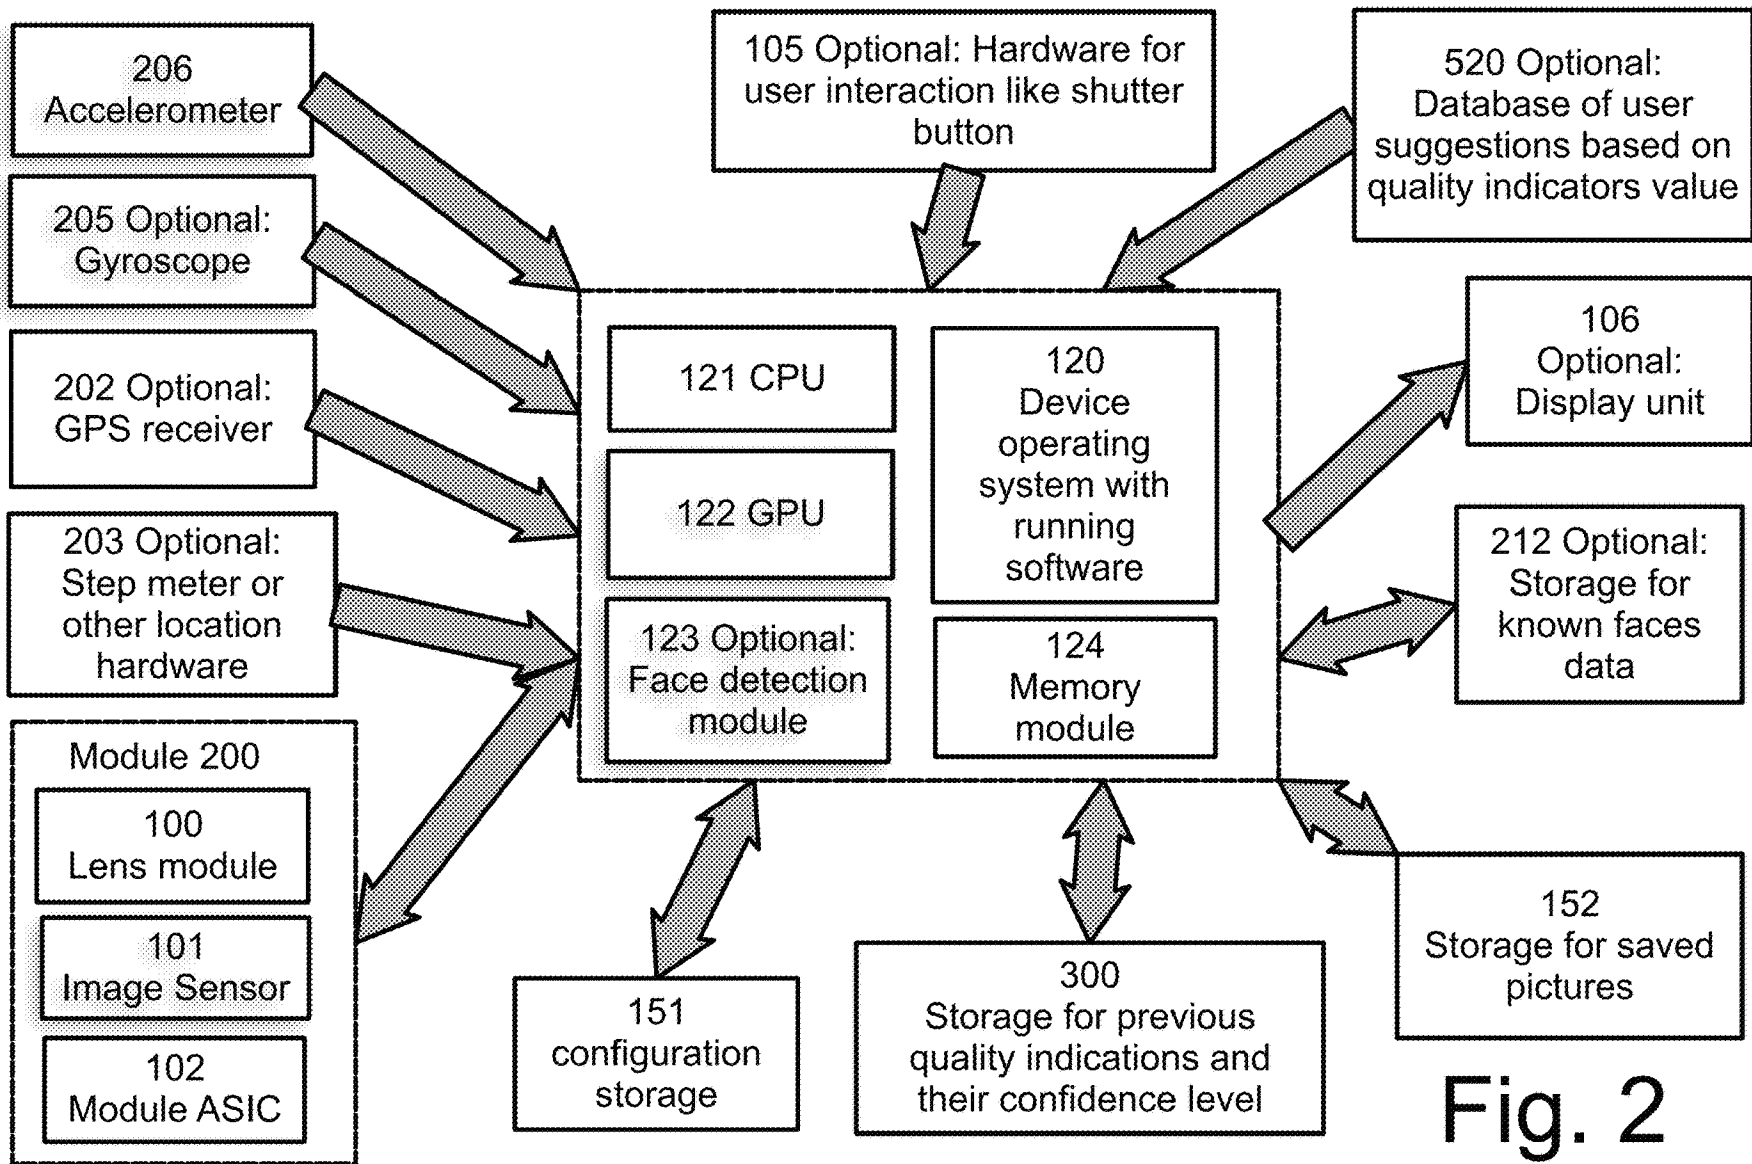 206
Accelerometer
105 Optional: Hardware for
user interaction like shutter
button
520 Optional:
Database of user
suggestions based on
quality indicators value
205 Optional:
Gyroscope
202 Optional:
GPS receiver
203 Optional:
Step meter or
other location
hardware
121 CPU
122 GPU
123 Optional:
Face detection
module
120
Device
operating
system with
running
software
124
Memory
module
106
Optional:
Display unit
212 Optional:
Storage for
known faces
data
Module 200
100
Lens module
101
Image Sensor
102
Module ASIC
151
configuration
storage
300
Storage for previous
quality indications and
their confidence level
152
Storage for saved
pictures
Fig. 2